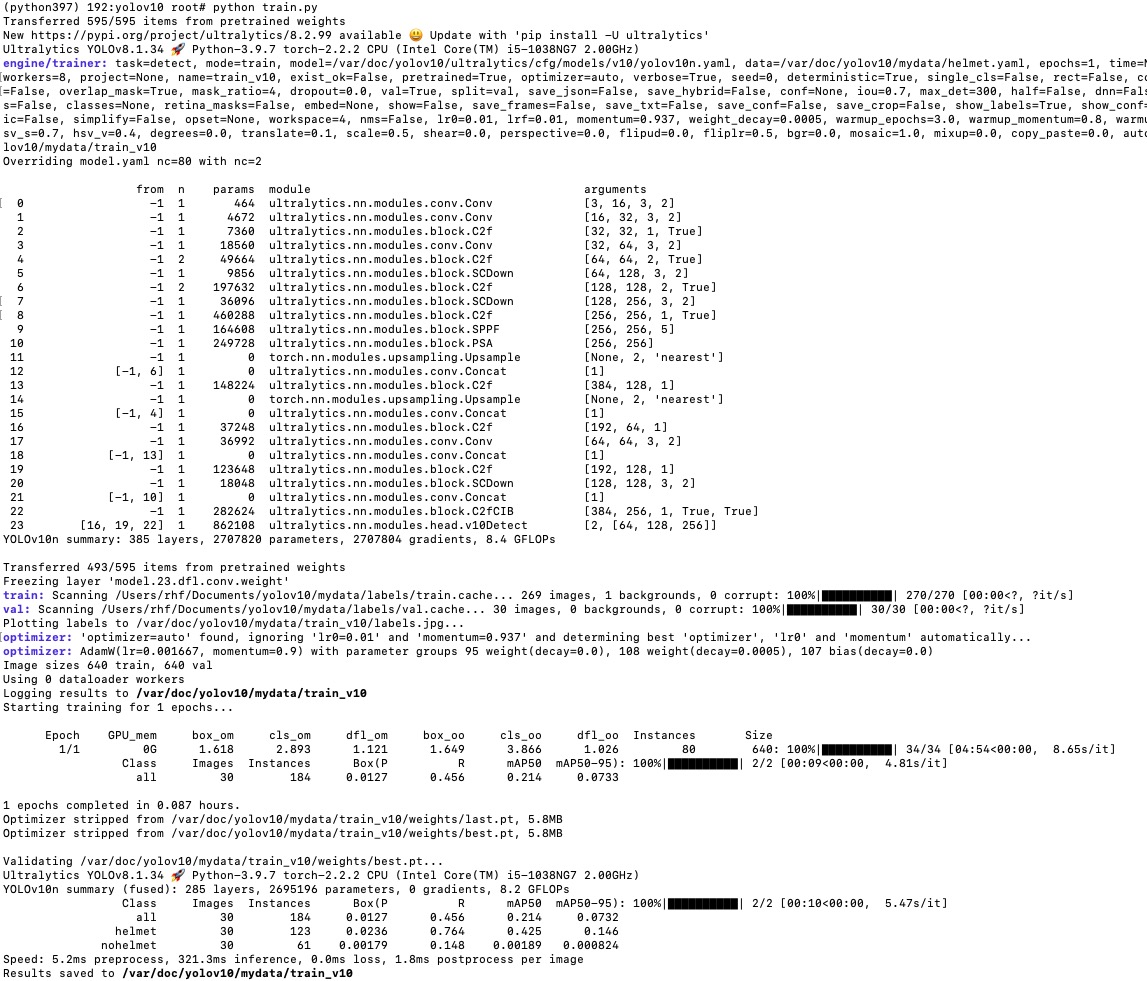 (python397) 192:yolov10 root# python train.py
Transferred 595/595 items from pretrained weights
New https://pypi.org/project/ultralytics/8.2.99 available 😃 Update with 'pip install -U ultralytics'
Ultralytics YOLOv8.1.34 🚀 Python-3.9.7 torch-2.2.2 CPU (Intel Core(TM) i5-1038NG7 2.00GHz)
engine/trainer: task=detect, mode=train, model=/var/doc/yolov10/ultralytics/cfg/models/v10/yolov10n.yaml, data=/var/doc/yolov10/mydata/helmet.yaml, epochs=1, time=
workers=8, project=None, name=train_v10, exist_ok=False, pretrained=True, optimizer=auto, verbose=True, seed=0, deterministic=True, single_cls=False, rect=False, co
=False, overlap_mask=True, mask_ratio=4, dropout=0.0, val=True, split=val, save_json=False, save_hybrid=False, conf=None, iou=0.7, max_det=300, half=False, dnn=Fals
s=False, classes=None, retina_masks=False, embed=None, show=False, save_frames=False, save_txt=False, save_conf=False, save_crop=False, show_labels=True, show_conf=
ic=False, simplify=False, opset=None, workspace=4, nms=False, lr0=0.01, lrf=0.01, momentum=0.937, weight_decay=0.0005, warmup_epochs=3.0, warmup_momentum=0.8, warmu
sv_s=0.7, hsv_v=0.4, degrees=0.0, translate=0.1, scale=0.5, shear=0.0, perspective=0.0, flipud=0.0, fliplr=0.5, bgr=0.0, mosaic=1.0, mixup=0.0, copy_paste=0.0, auto
lov10/mydata/train_v10
Overriding model.yaml nc=80 with nc=2
from n params module arguments
0 -1 1 464 ultralytics.nn.modules.conv.Conv [3, 16, 3, 2]
1 -1 1 4672 ultralytics.nn.modules.conv.Conv [16, 32, 3, 2]
2 -1 1 7360 ultralytics.nn.modules.block.C2f [32, 32, 1, True]
3 -1 1 18560 ultralytics.nn.modules.conv.Conv [32, 64, 3, 2]
4 -1 2 49664 ultralytics.nn.modules.block.C2f [64, 64, 2, True]
5 -1 1 9856 ultralytics.nn.modules.block.SCDown [64, 128, 3, 2]
6 -1 2 197632 ultralytics.nn.modules.block.C2f [128, 128, 2, True]
7 -1 1 36096 ultralytics.nn.modules.block.SCDown [128, 256, 3, 2]
8 -1 1 460288 ultralytics.nn.modules.block.C2f [256, 256, 1, True]
9 -1 1 164608 ultralytics.nn.modules.block.SPPF [256, 256, 5]
10 -1 1 249728 ultralytics.nn.modules.block.PSA [256, 256]
11 -1 1 0 torch.nn.modules.upsampling.Upsample [None, 2, 'nearest']
12 [-1, 6] 1 0 ultralytics.nn.modules.conv.Concat [1]
13 -1 1 148224 ultralytics.nn.modules.block.C2f [384, 128, 1]
14 -1 1 0 torch.nn.modules.upsampling.Upsample [None, 2, 'nearest']
15 [-1, 4] 1 0 ultralytics.nn.modules.conv.Concat [1]
16 -1 1 37248 ultralytics.nn.modules.block.C2f [192, 64, 1]
17 -1 1 36992 ultralytics.nn.modules.conv.Conv [64, 64, 3, 2]
18 [-1, 13] 1 0 ultralytics.nn.modules.conv.Concat [1]
19 -1 1 123648 ultralytics.nn.modules.block.C2f [192, 128, 1]
20 -1 1 18048 ultralytics.nn.modules.block.SCDown [128, 128, 3, 2]
21 [-1, 10] 1 0 ultralytics.nn.modules.conv.Concat [1]
22 -1 1 282624 ultralytics.nn.modules.block.C2fCIB [384, 256, 1, True, True]
23 [16, 19, 22] 1 862108 ultralytics.nn.modules.head.v10Detect [2, [64, 128, 256]]
YOLOv10n summary: 385 layers, 2707820 parameters, 2707804 gradients, 8.4 GFLOPs
Transferred 493/595 items from pretrained weights
Freezing layer 'model.23.dfl.conv.weight'
train: Scanning /Users/rhf/Documents/yolov10/mydata/labels/train.cache... 269 images, 1 backgrounds, 0 corrupt: 100%|██████████| 270/270 [00:00<?, ?it/s]
val: Scanning /Users/rhf/Documents/yolov10/mydata/labels/val.cache... 30 images, 0 backgrounds, 0 corrupt: 100%|██████████| 30/30 [00:00<?, ?it/s]
Plotting labels to /var/doc/yolov10/mydata/train_v10/labels.jpg...
optimizer: 'optimizer=auto' found, ignoring 'lr0=0.01' and 'momentum=0.937' and determining best 'optimizer', 'lr0' and 'momentum' automatically...
optimizer: AdamW(lr=0.001667, momentum=0.9) with parameter groups 95 weight(decay=0.0), 108 weight(decay=0.0005), 107 bias(decay=0.0)
Image sizes 640 train, 640 val
Using 0 dataloader workers
Logging results to /var/doc/yolov10/mydata/train_v10
Starting training for 1 epochs...
Epoch GPU_mem box_om cls_om dfl_om box_oo cls_oo dfl_oo Instances Size
1/1 0G 1.618 2.893 1.121 1.649 3.866 1.026 80 640: 100%|██████████| 34/34 [04:54<00:00, 8.65s/it]
Class Images Instances Box(P R mAP50 mAP50-95): 100%|██████████| 2/2 [00:09<00:00, 4.81s/it]
all 30 184 0.0127 0.456 0.214 0.0733
1 epochs completed in 0.087 hours.
Optimizer stripped from /var/doc/yolov10/mydata/train_v10/weights/last.pt, 5.8MB
Optimizer stripped from /var/doc/yolov10/mydata/train_v10/weights/best.pt, 5.8MB
Validating /var/doc/yolov10/mydata/train_v10/weights/best.pt...
Ultralytics YOLOv8.1.34 🚀 Python-3.9.7 torch-2.2.2 CPU (Intel Core(TM) i5-1038NG7 2.00GHz)
YOLOv10n summary (fused): 285 layers, 2695196 parameters, 0 gradients, 8.2 GFLOPs
Class Images Instances Box(P R mAP50 mAP50-95): 100%|██████████| 2/2 [00:10<00:00, 5.47s/it]
all 30 184 0.0127 0.456 0.214 0.0732
helmet 30 123 0.0236 0.764 0.425 0.146
nohelmet 30 61 0.00179 0.148 0.00189 0.000824
Speed: 5.2ms preprocess, 321.3ms inference, 0.0ms loss, 1.8ms postprocess per image
Results saved to /var/doc/yolov10/mydata/train_v10